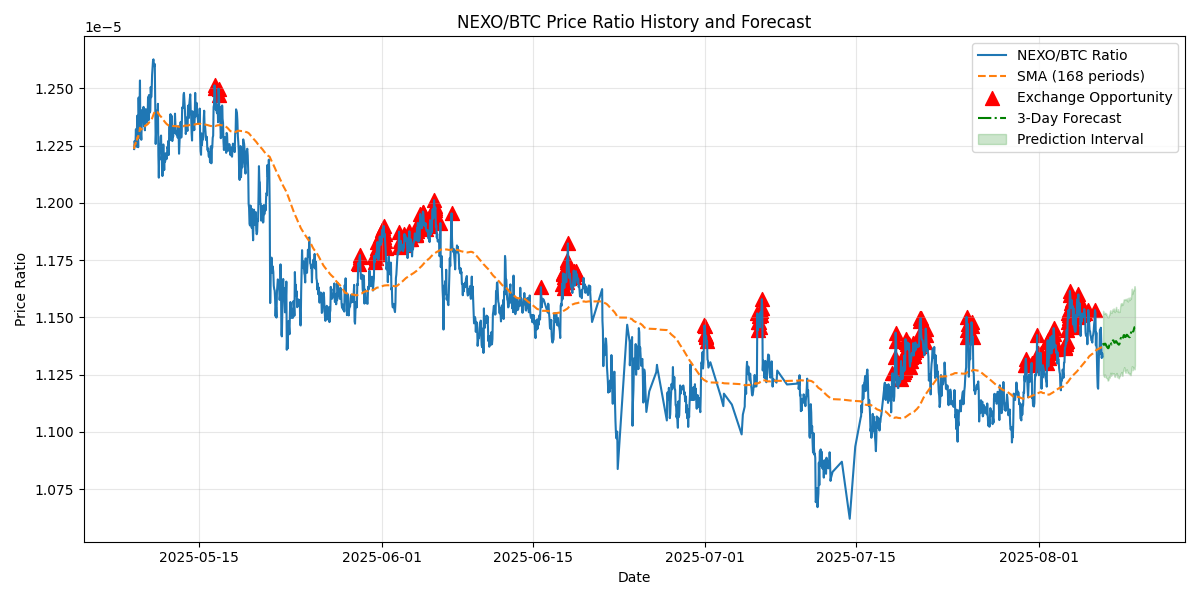 NEXO/BTC Price Ratio History and Forecast
1e−5
NEXO/BTC Ratio
SMA (168 periods)
Exchange Opportunity
3-Day Forecast
Prediction Interval
1.250
1.225
1.200
1.175
1.150
1.125
1.100
1.075
Price Ratio
2025-05-15
2025-06-01
2025-06-15
2025-07-01
2025-07-15
2025-08-01
Date